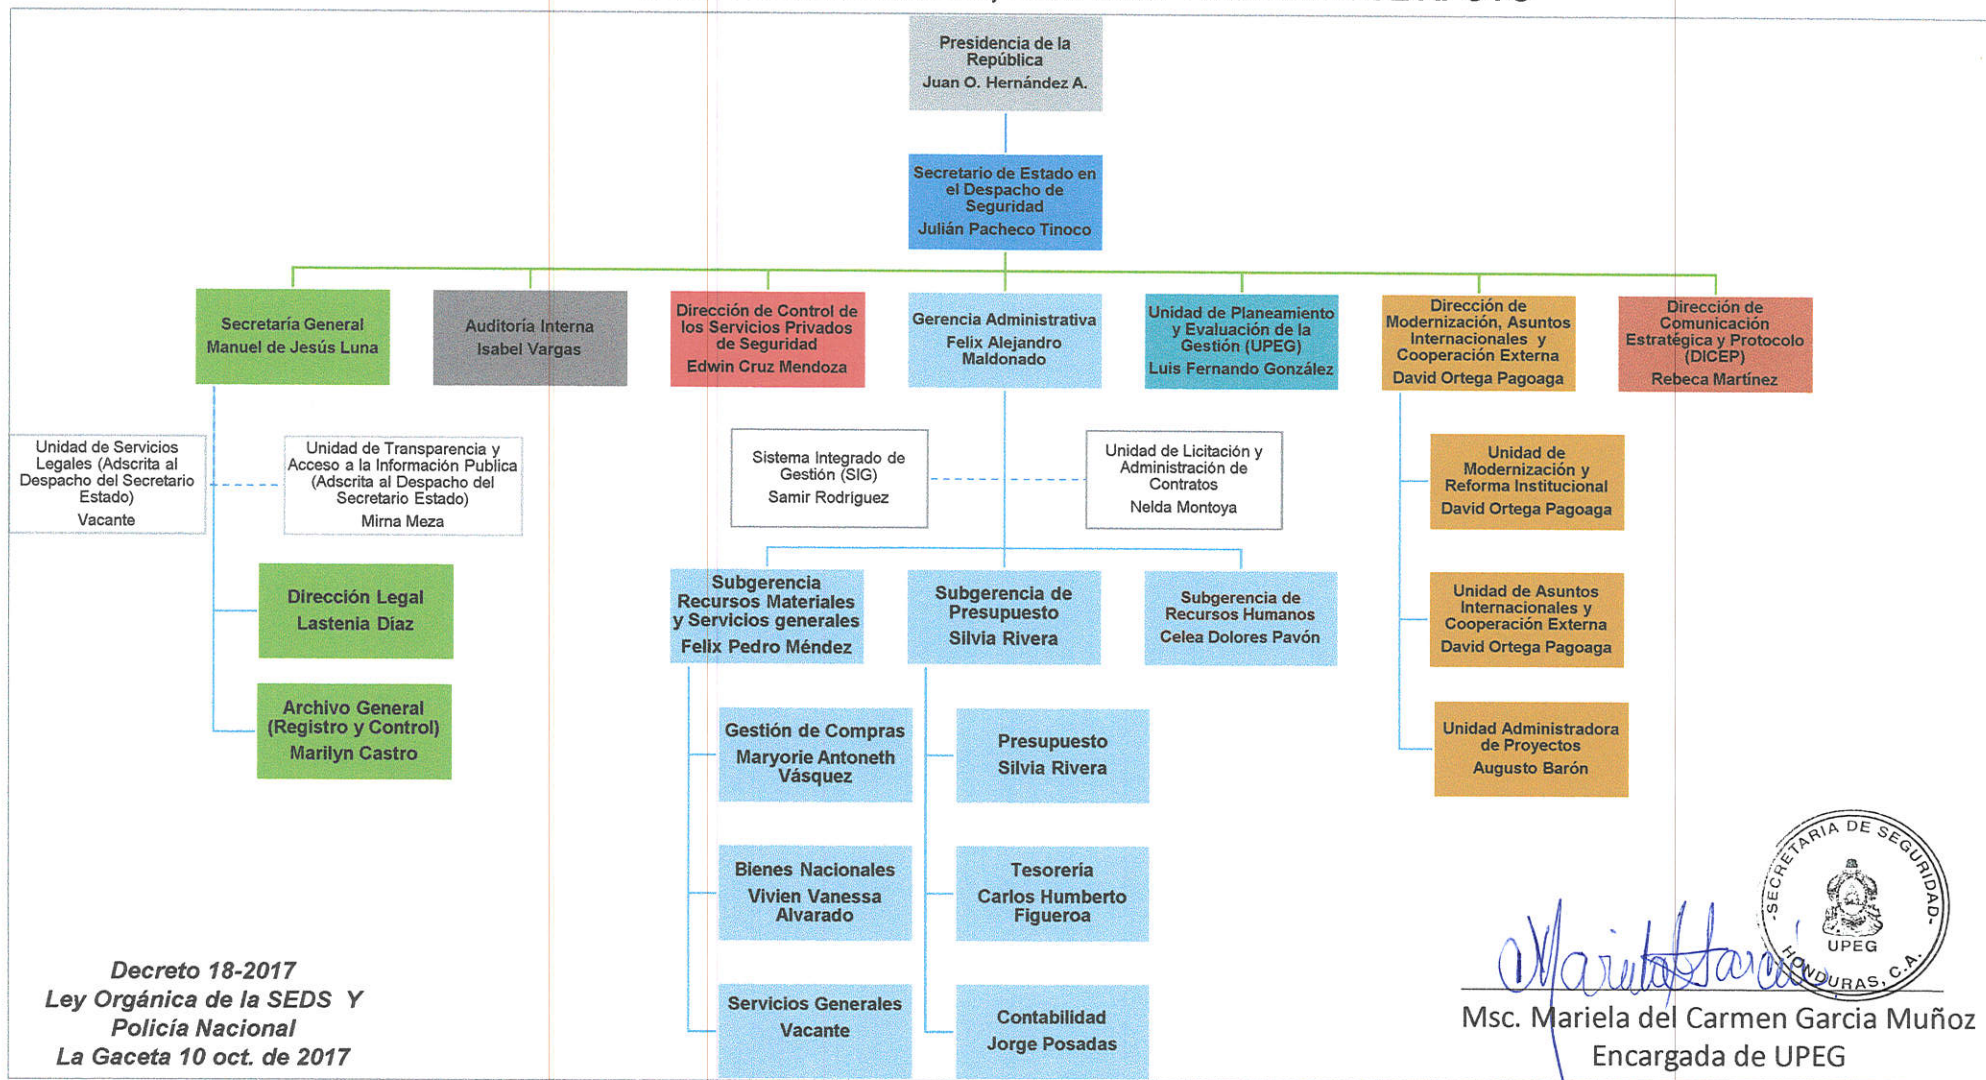 Presidencia de la
República
Juan O. Hernández A.
Secretario de Estado en
el Despacho de
Seguridad
Julián Pacheco Tinoco
Secretaría General
Manuel de Jesús Luna
Auditoría Interna
Isabel Vargas
Dirección de Control de
los Servicios Privados
de Seguridad
Edwin Cruz Mendoza
Gerencia Administrativa
Felix Alejandro
Maldonado
Unidad de Planeamiento
y Evaluación de la
Gestión (UPEG)
Luis Fernando González
Dirección de
Modernización, Asuntos
Internacionales y
Cooperación Externa
David Ortega Pagoaga
Dirección de
Comunicación
Estratégica y Protocolo
(DICEP)
Rebeca Martínez
Unidad de Servicios
Legales (Adscrita al
Despacho del Secretario
Estado)
Vacante
Unidad de Transparencia y
Acceso a la Información Publica
(Adscrita al Despacho del
Secretario Estado)
Mirna Meza
Sistema Integrado de
Gestión (SIG)
Samir Rodríguez
Unidad de Licitación y
Administración de
Contratos
Nelda Montoya
Unidad de
Modernización y
Reforma Institucional
David Ortega Pagoaga
Dirección Legal
Lastenia Diaz
Subgerencia
Recursos Materiales
y Servicios generales
Felix Pedro Méndez
Subgerencia de
Presupuesto
Silvia Rivera
Subgerencia de
Recursos Humanos
Celea Dolores Pavón
Unidad de Asuntos
Internacionales y
Cooperación Externa
David Ortega Pagoaga
Archivo General
(Registro y Control)
Marilyn Castro
Gestión de Compras
Maryorie Antoneth
Vásquez
Presupuesto
Silvia Rivera
Unidad Administradora
de Proyectos
Augusto Barón
Bienes Nacionales
Vivien Vanessa
Alvarado
Tesorería
Carlos Humberto
Figueroa
Servicios Generales
Vacante
Contabilidad
Jorge Posadas
Decreto 18-2017
Ley Orgánica de la SEDS Y
Policía Nacional
La Gaceta 10 oct. de 2017
-SECRETARIA DE SEGURIDAD-
UPEG
HONDURAS, C.A.
Msc. Mariela del Carmen Garcia Muñoz
Encargada de UPEG